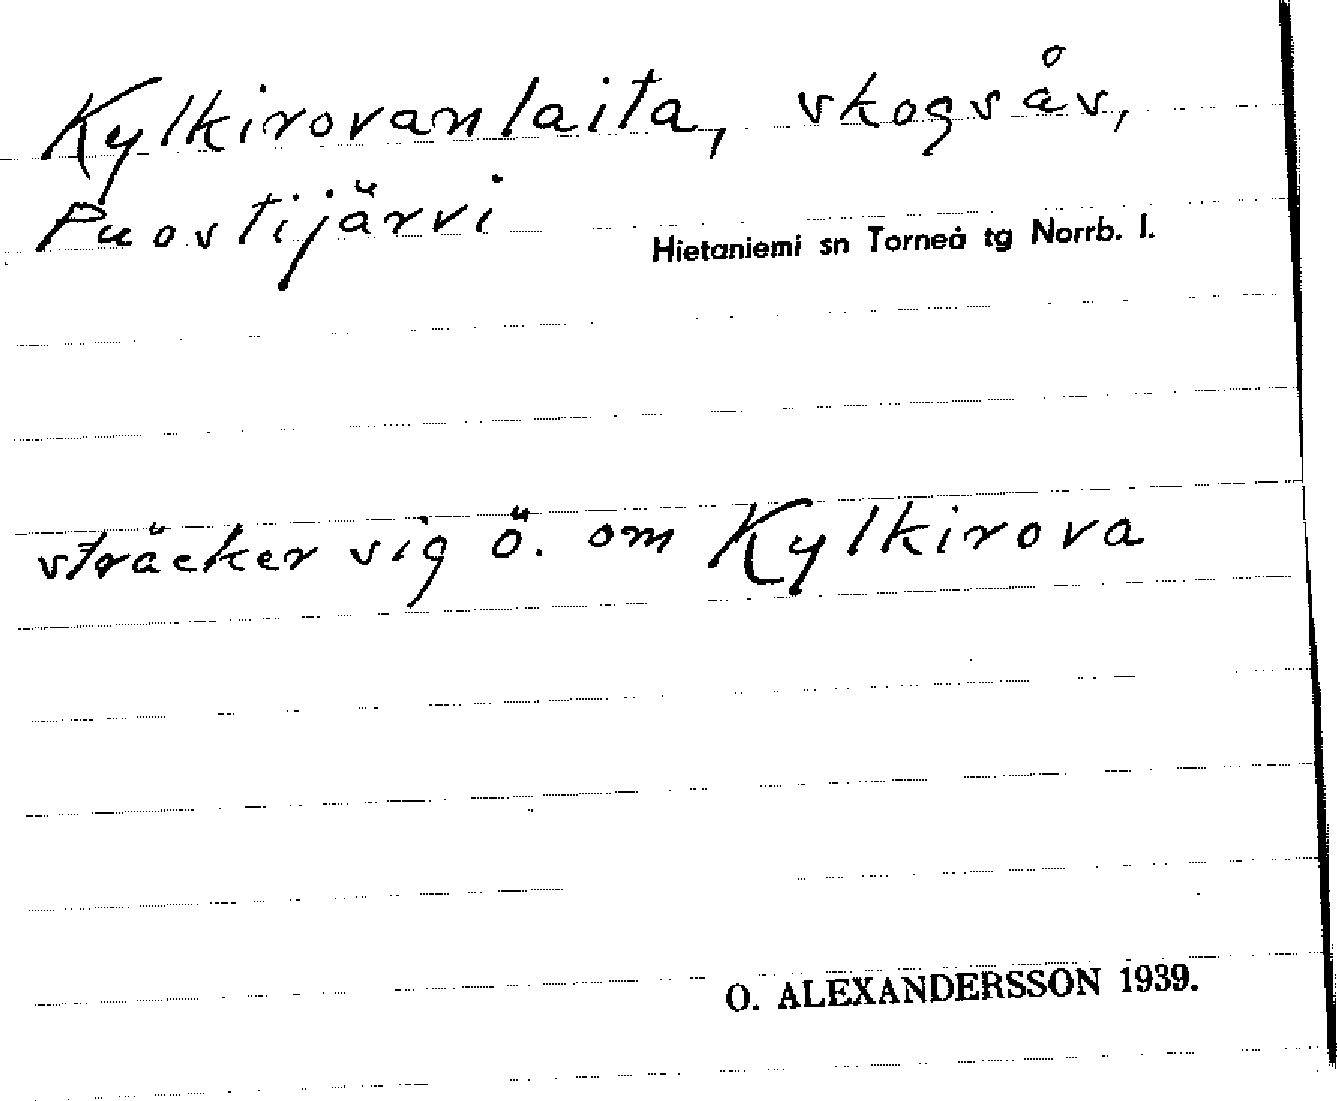 Kylkirovanlaita, skogsås,
Puostijärvi
Hietaniemi sn Torneå tg Norrb. l.
sträcker sig ö. om Kylkirova
O. ALEXANDERSSON 1939.